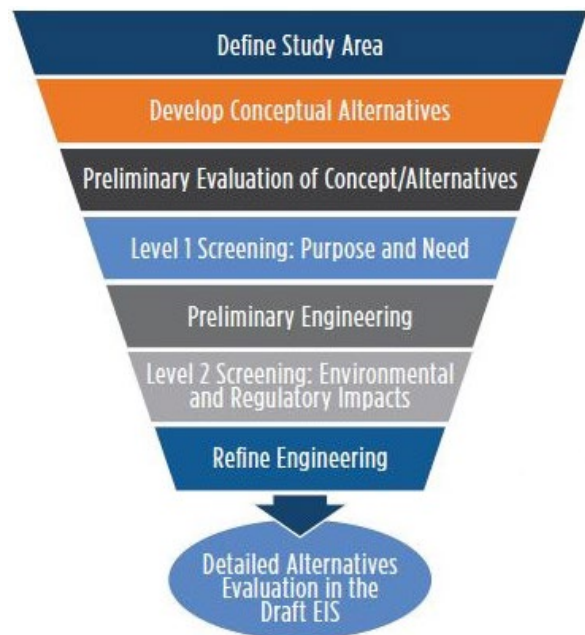 Define Study Area
Develop Conceptual Alternatives
Preliminary Evaluation of Concept/Alternatives
Level 1 Screening: Purpose and Need
Preliminary Engineering
Level 2 Screening: Environmental
and Regulatory Impacts
Refine Engineering
Detailed Alternatives
Evaluation in the
Draft EIS